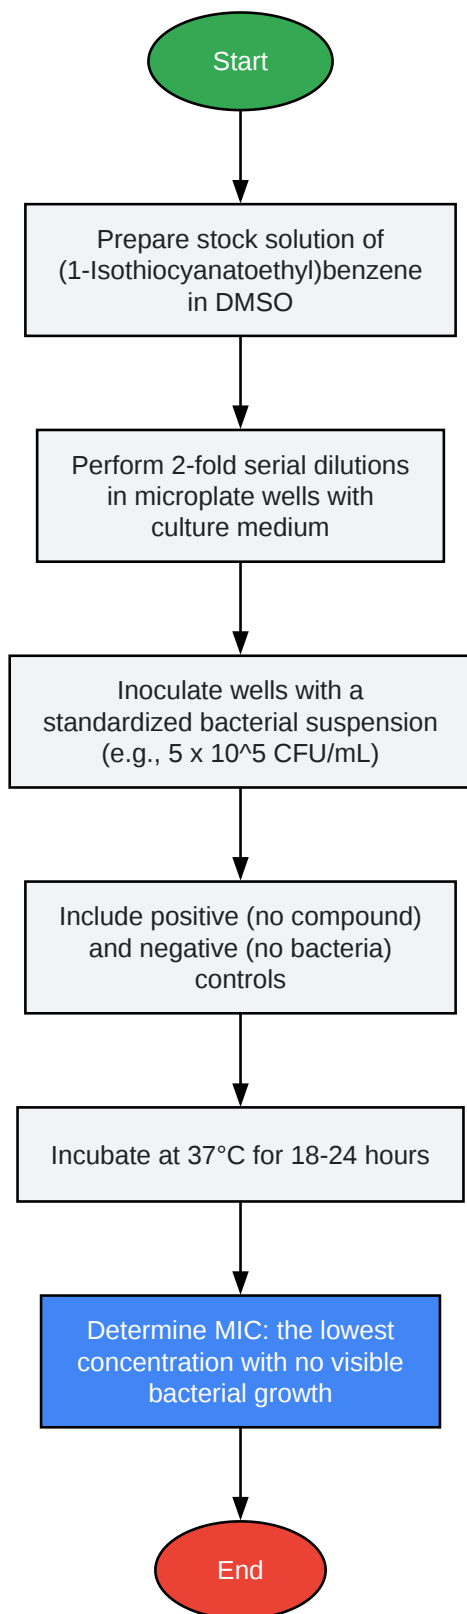 Start
Prepare stock solution of
(1-Isothiocyanatoethyl)benzene
in DMSO
Perform 2-fold serial dilutions
in microplate wells with
culture medium
Inoculate wells with a
standardized bacterial suspension
(e.g., 5 x 10^5 CFU/mL)
Include positive (no compound)
and negative (no bacteria)
controls
Incubate at 37°C for 18-24 hours
Determine MIC: the lowest
concentration with no visible
bacterial growth
End